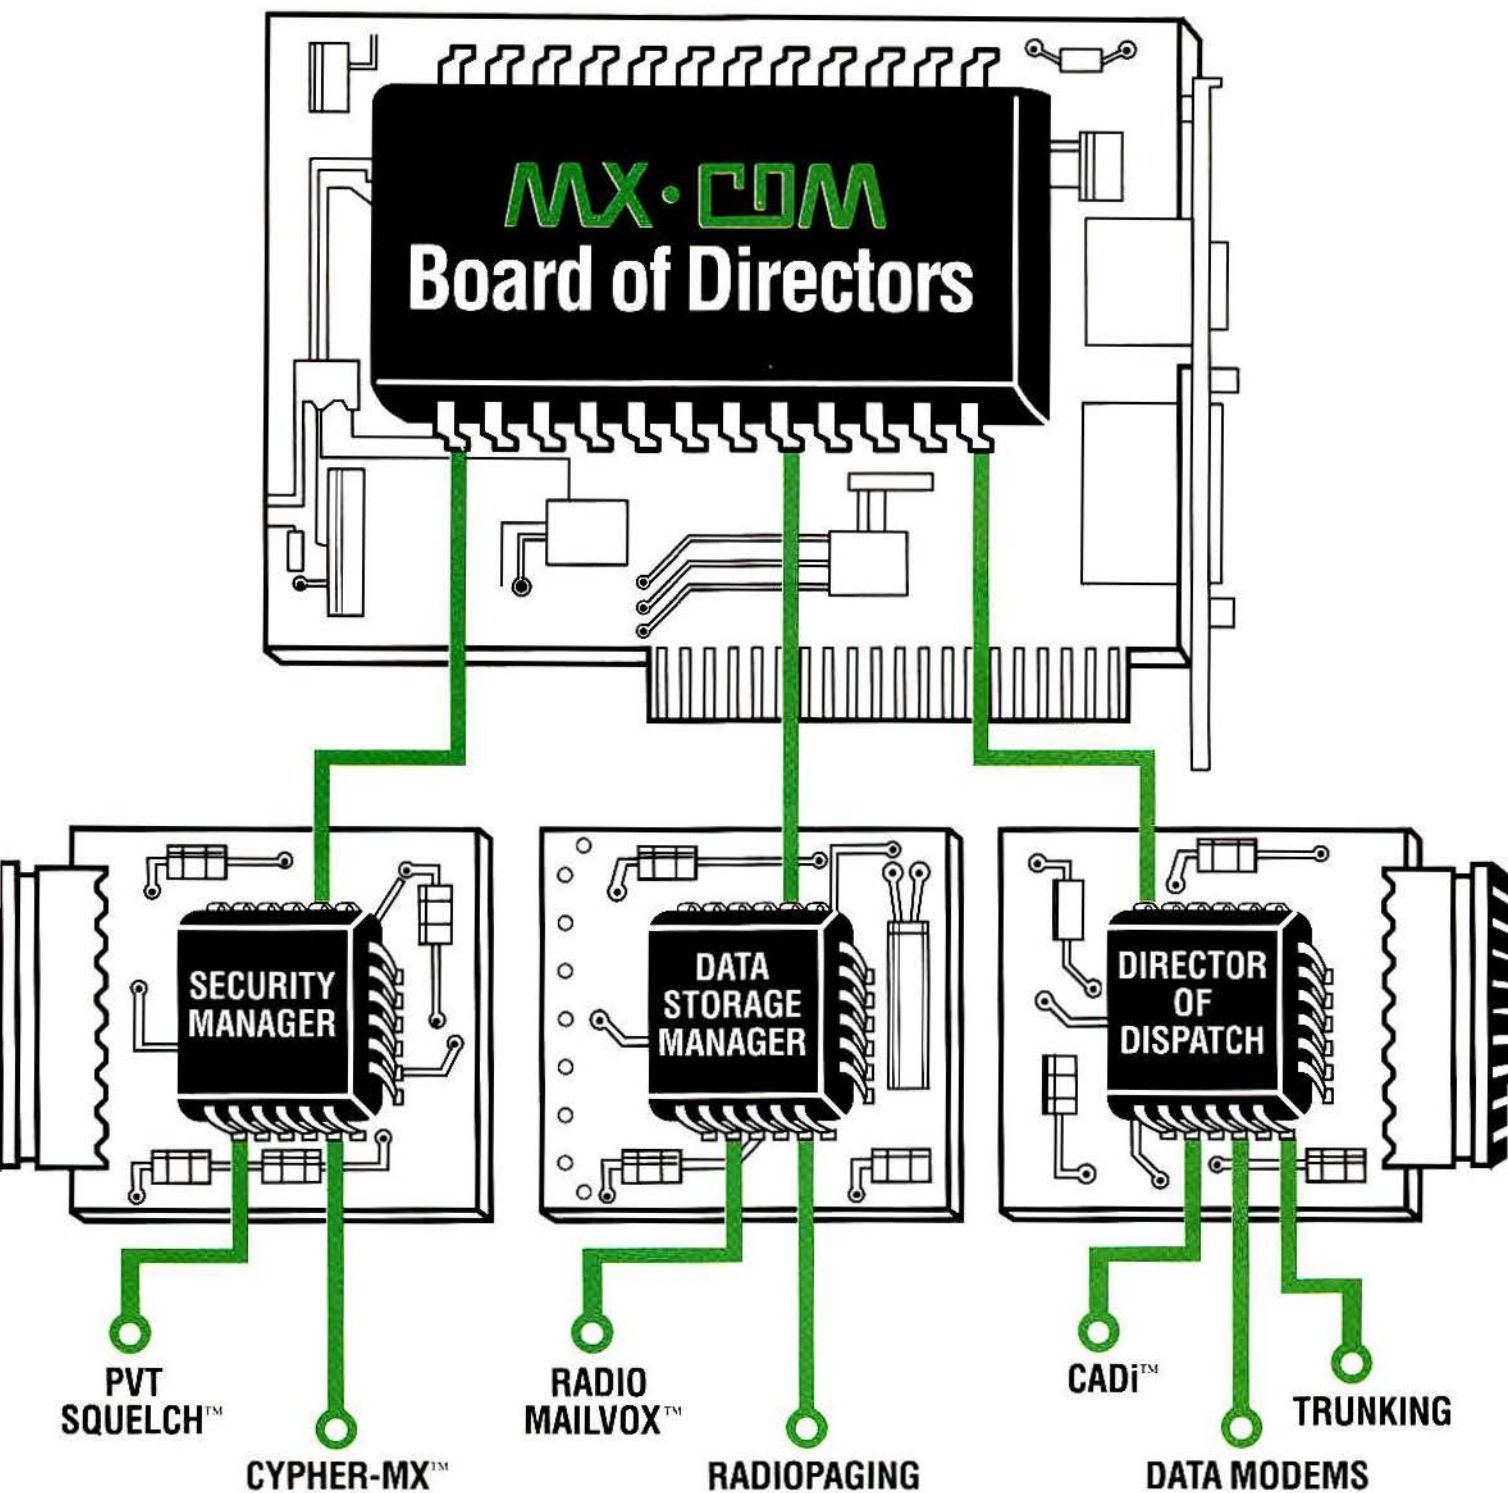 MX•COM
Board of Directors
SECURITY
MANAGER
DATA
STORAGE
MANAGER
DIRECTOR
OF
DISPATCH
PVT
SQUELCH™
CYPHER-MX™
RADIO
MAILVOX™
RADIOPAGING
CADi™
DATA MODEMS
TRUNKING